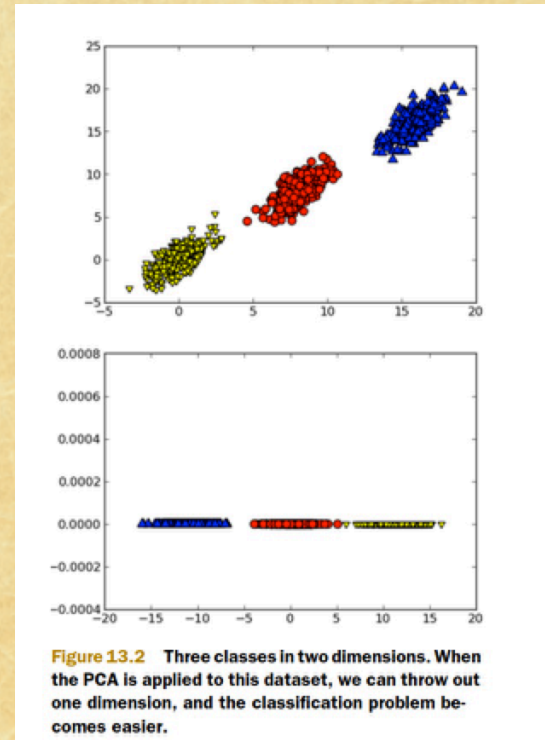 25
20
15
10
5
0
−5
−5 0 5 10 15 20
0.0008
0.0006
0.0004
0.0002
0.0000
−0.0002
−0.0004
−20 −15 −10 −5 0 5 10 15 20
Figure 13.2 Three classes in two dimensions. When
the PCA is applied to this dataset, we can throw out
one dimension, and the classification problem be-
comes easier.